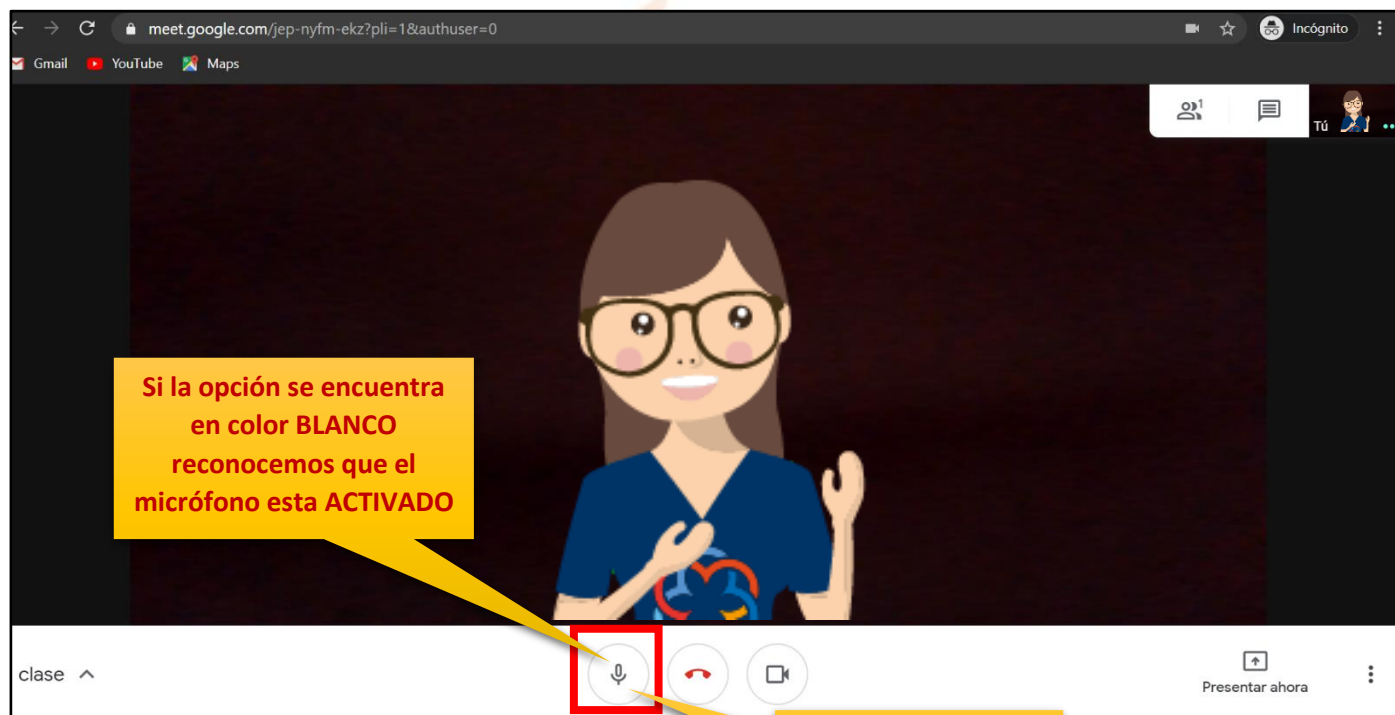 meet.google.com/jep-nyfm-ekz?pli=1&authuser=0
Incógnito
Gmail YouTube Maps
1
Tú
Si la opción se encuentra
en color BLANCO
reconocemos que el
micrófono esta ACTIVADO
clase
Presentar ahora